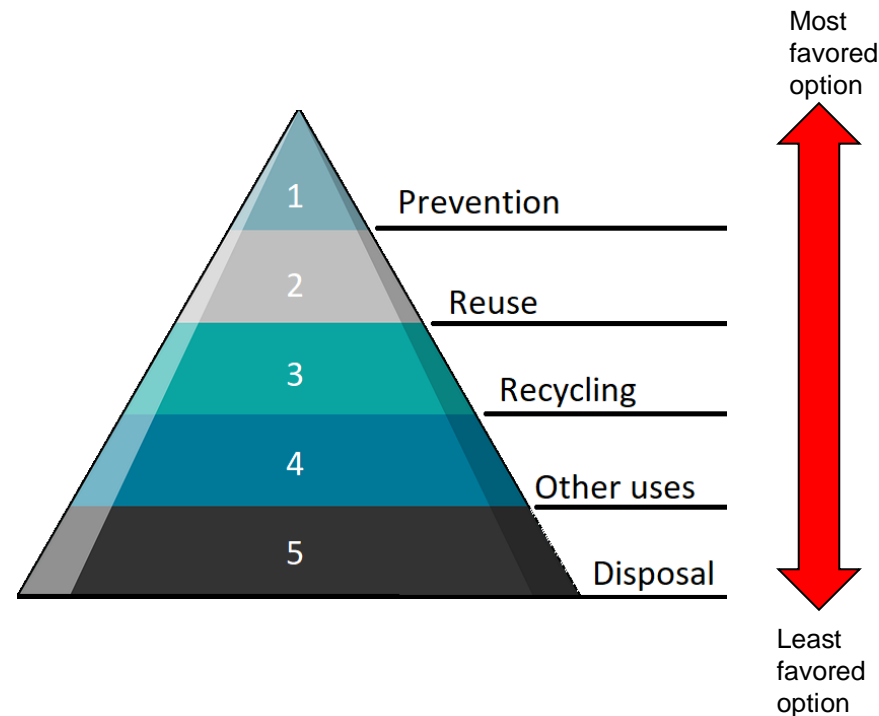 Most
favored
option
1
Prevention
2
Reuse
3
Recycling
4
Other uses
5
Disposal
Least
favored
option